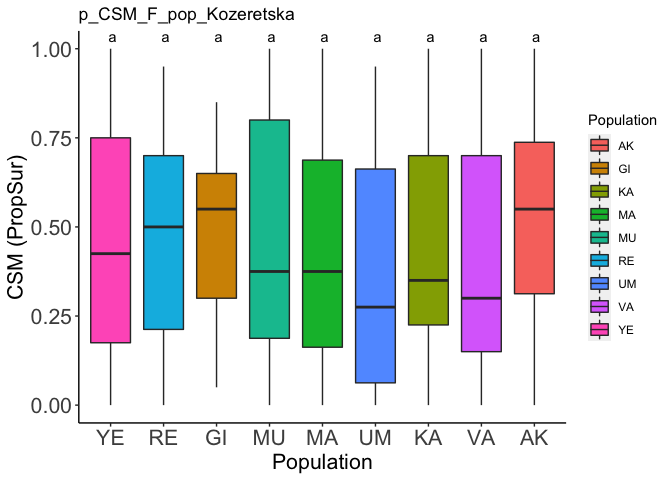 p_CSM_F_pop_Kozeretska
a a a a a a a a a
1.00
0.75
0.50
0.25
0.00
CSM (PropSur)
YE RE GI MU MA UM KA VA AK
Population
Population
AK
GI
KA
MA
MU
RE
UM
VA
YE